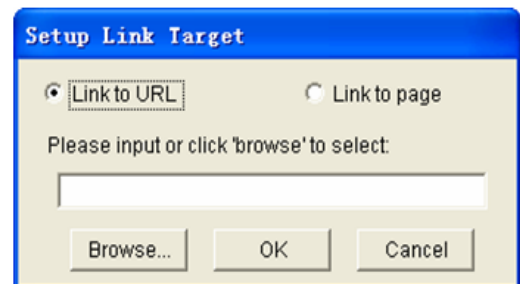 Setup Link Target
Link to URL Link to page
Please input or click 'browse' to select:
Browse... OK Cancel